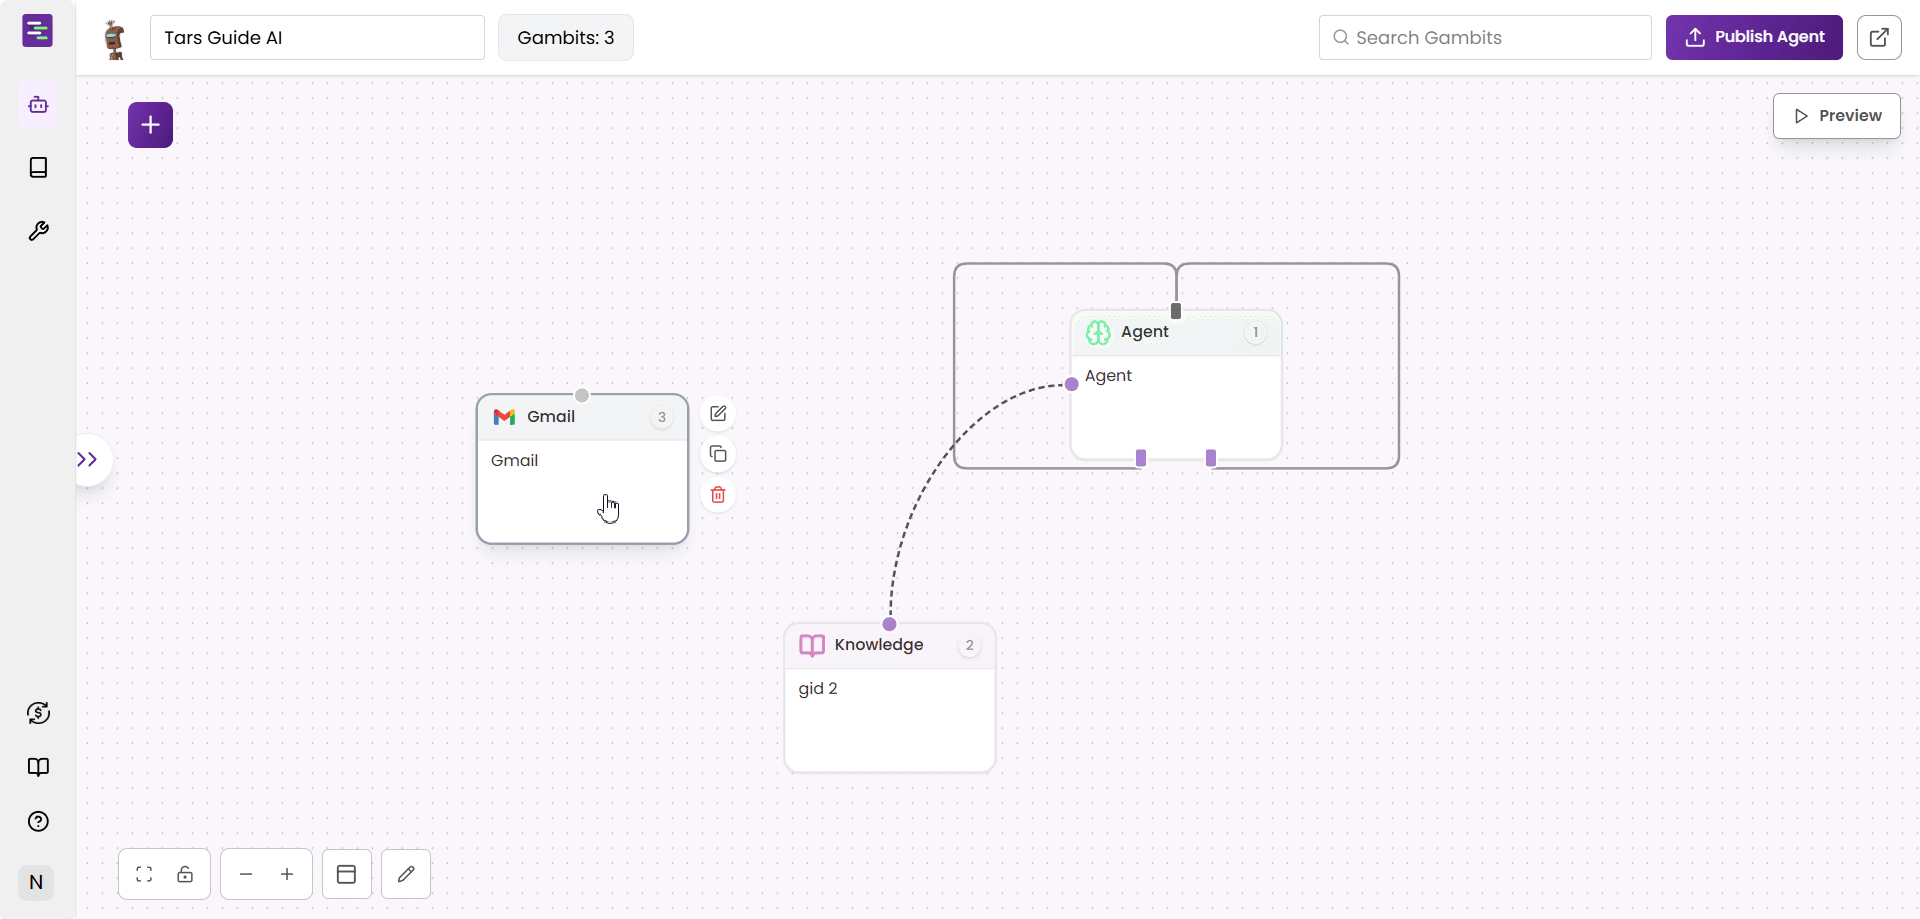 Tars Guide AI
Gambits: 3
Search Gambits
Publish Agent
Preview
Agent
1
Agent
Gmail
3
Gmail
Knowledge
2
gid 2
N